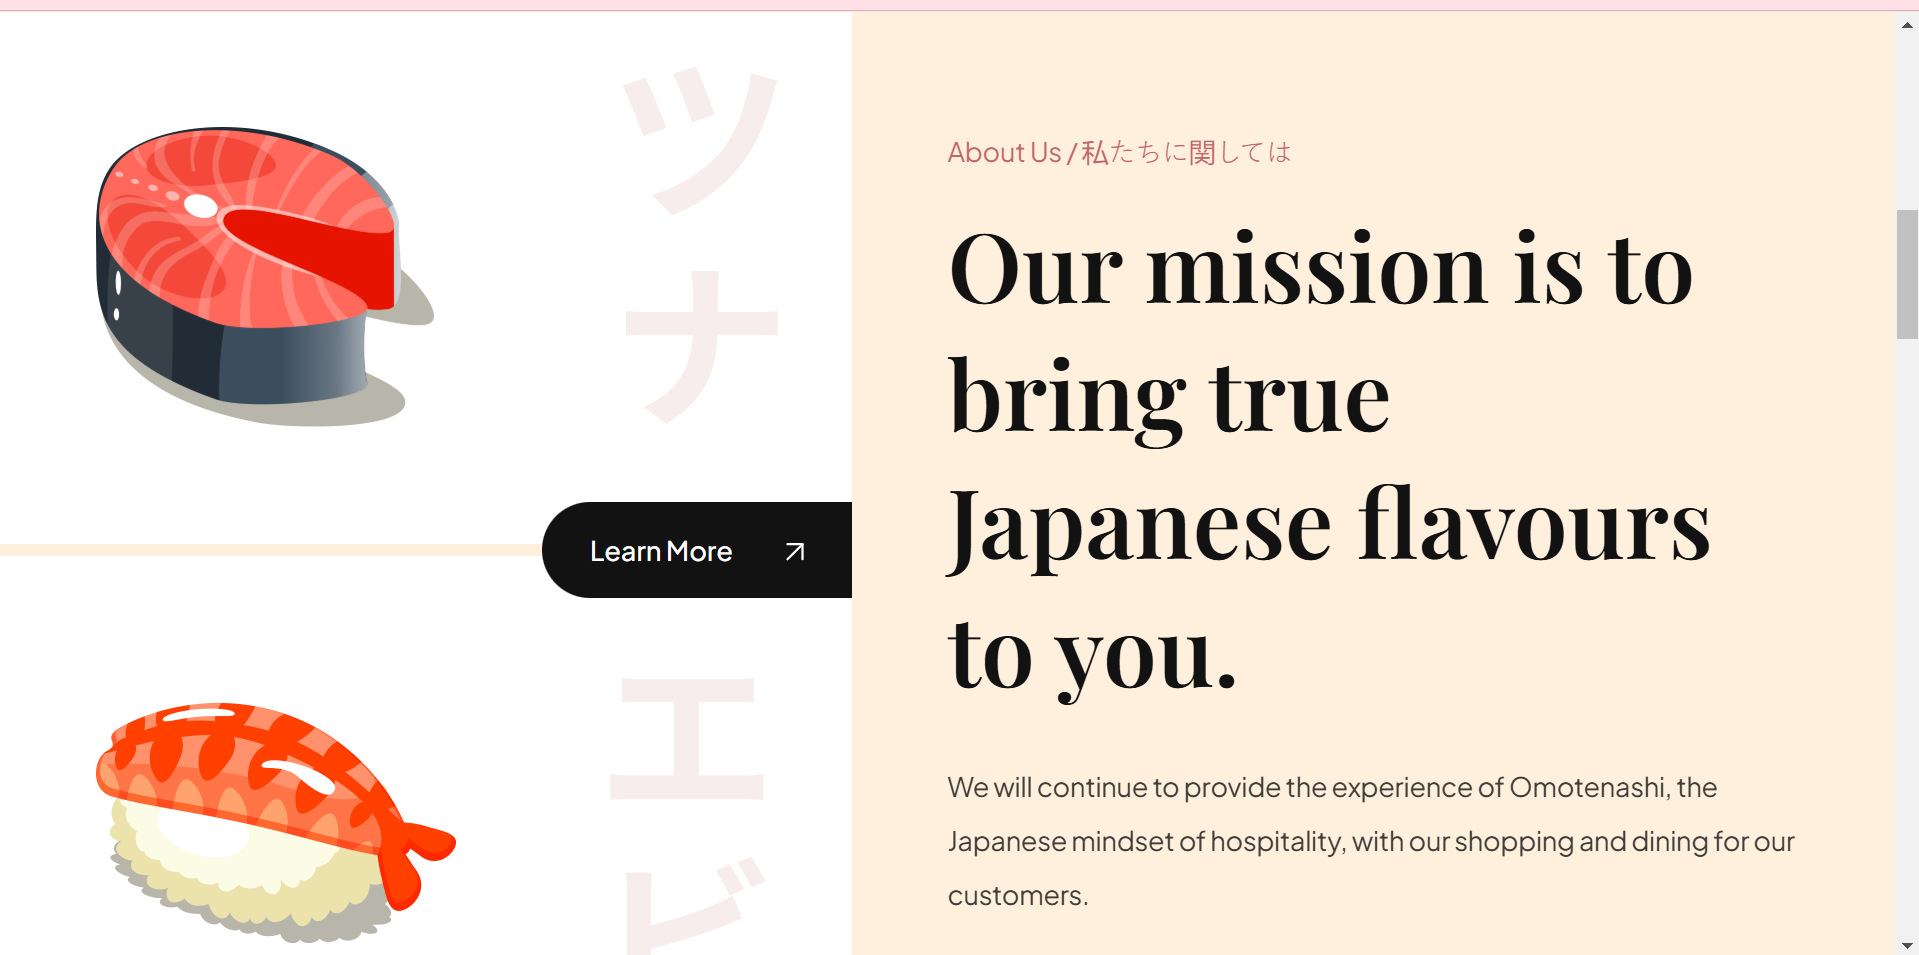 ツ
ナ
Learn More
エ
ビ
About Us / 私たちに関しては
Our mission is to
bring true
Japanese flavours
to you.
We will continue to provide the experience of Omotenashi, the
Japanese mindset of hospitality, with our shopping and dining for our
customers.